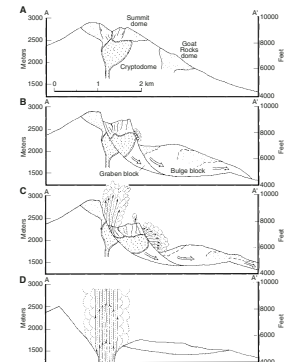 A
A
A'
Summit
dome
Goat
Rocks
dome
Cryptodome
3000
2500
2000
1500
Meters
10000
8000
6000
4000
Feet
0 1 2 km
B
A
A'
3000
2500
2000
1500
Meters
10000
8000
6000
4000
Feet
Graben block
Bulge block
C
A
A'
3000
2500
2000
1500
Meters
10000
8000
6000
4000
Feet
D
A
A'
3000
2500
2000
1500
Meters
10000
8000
6000
4000
Feet